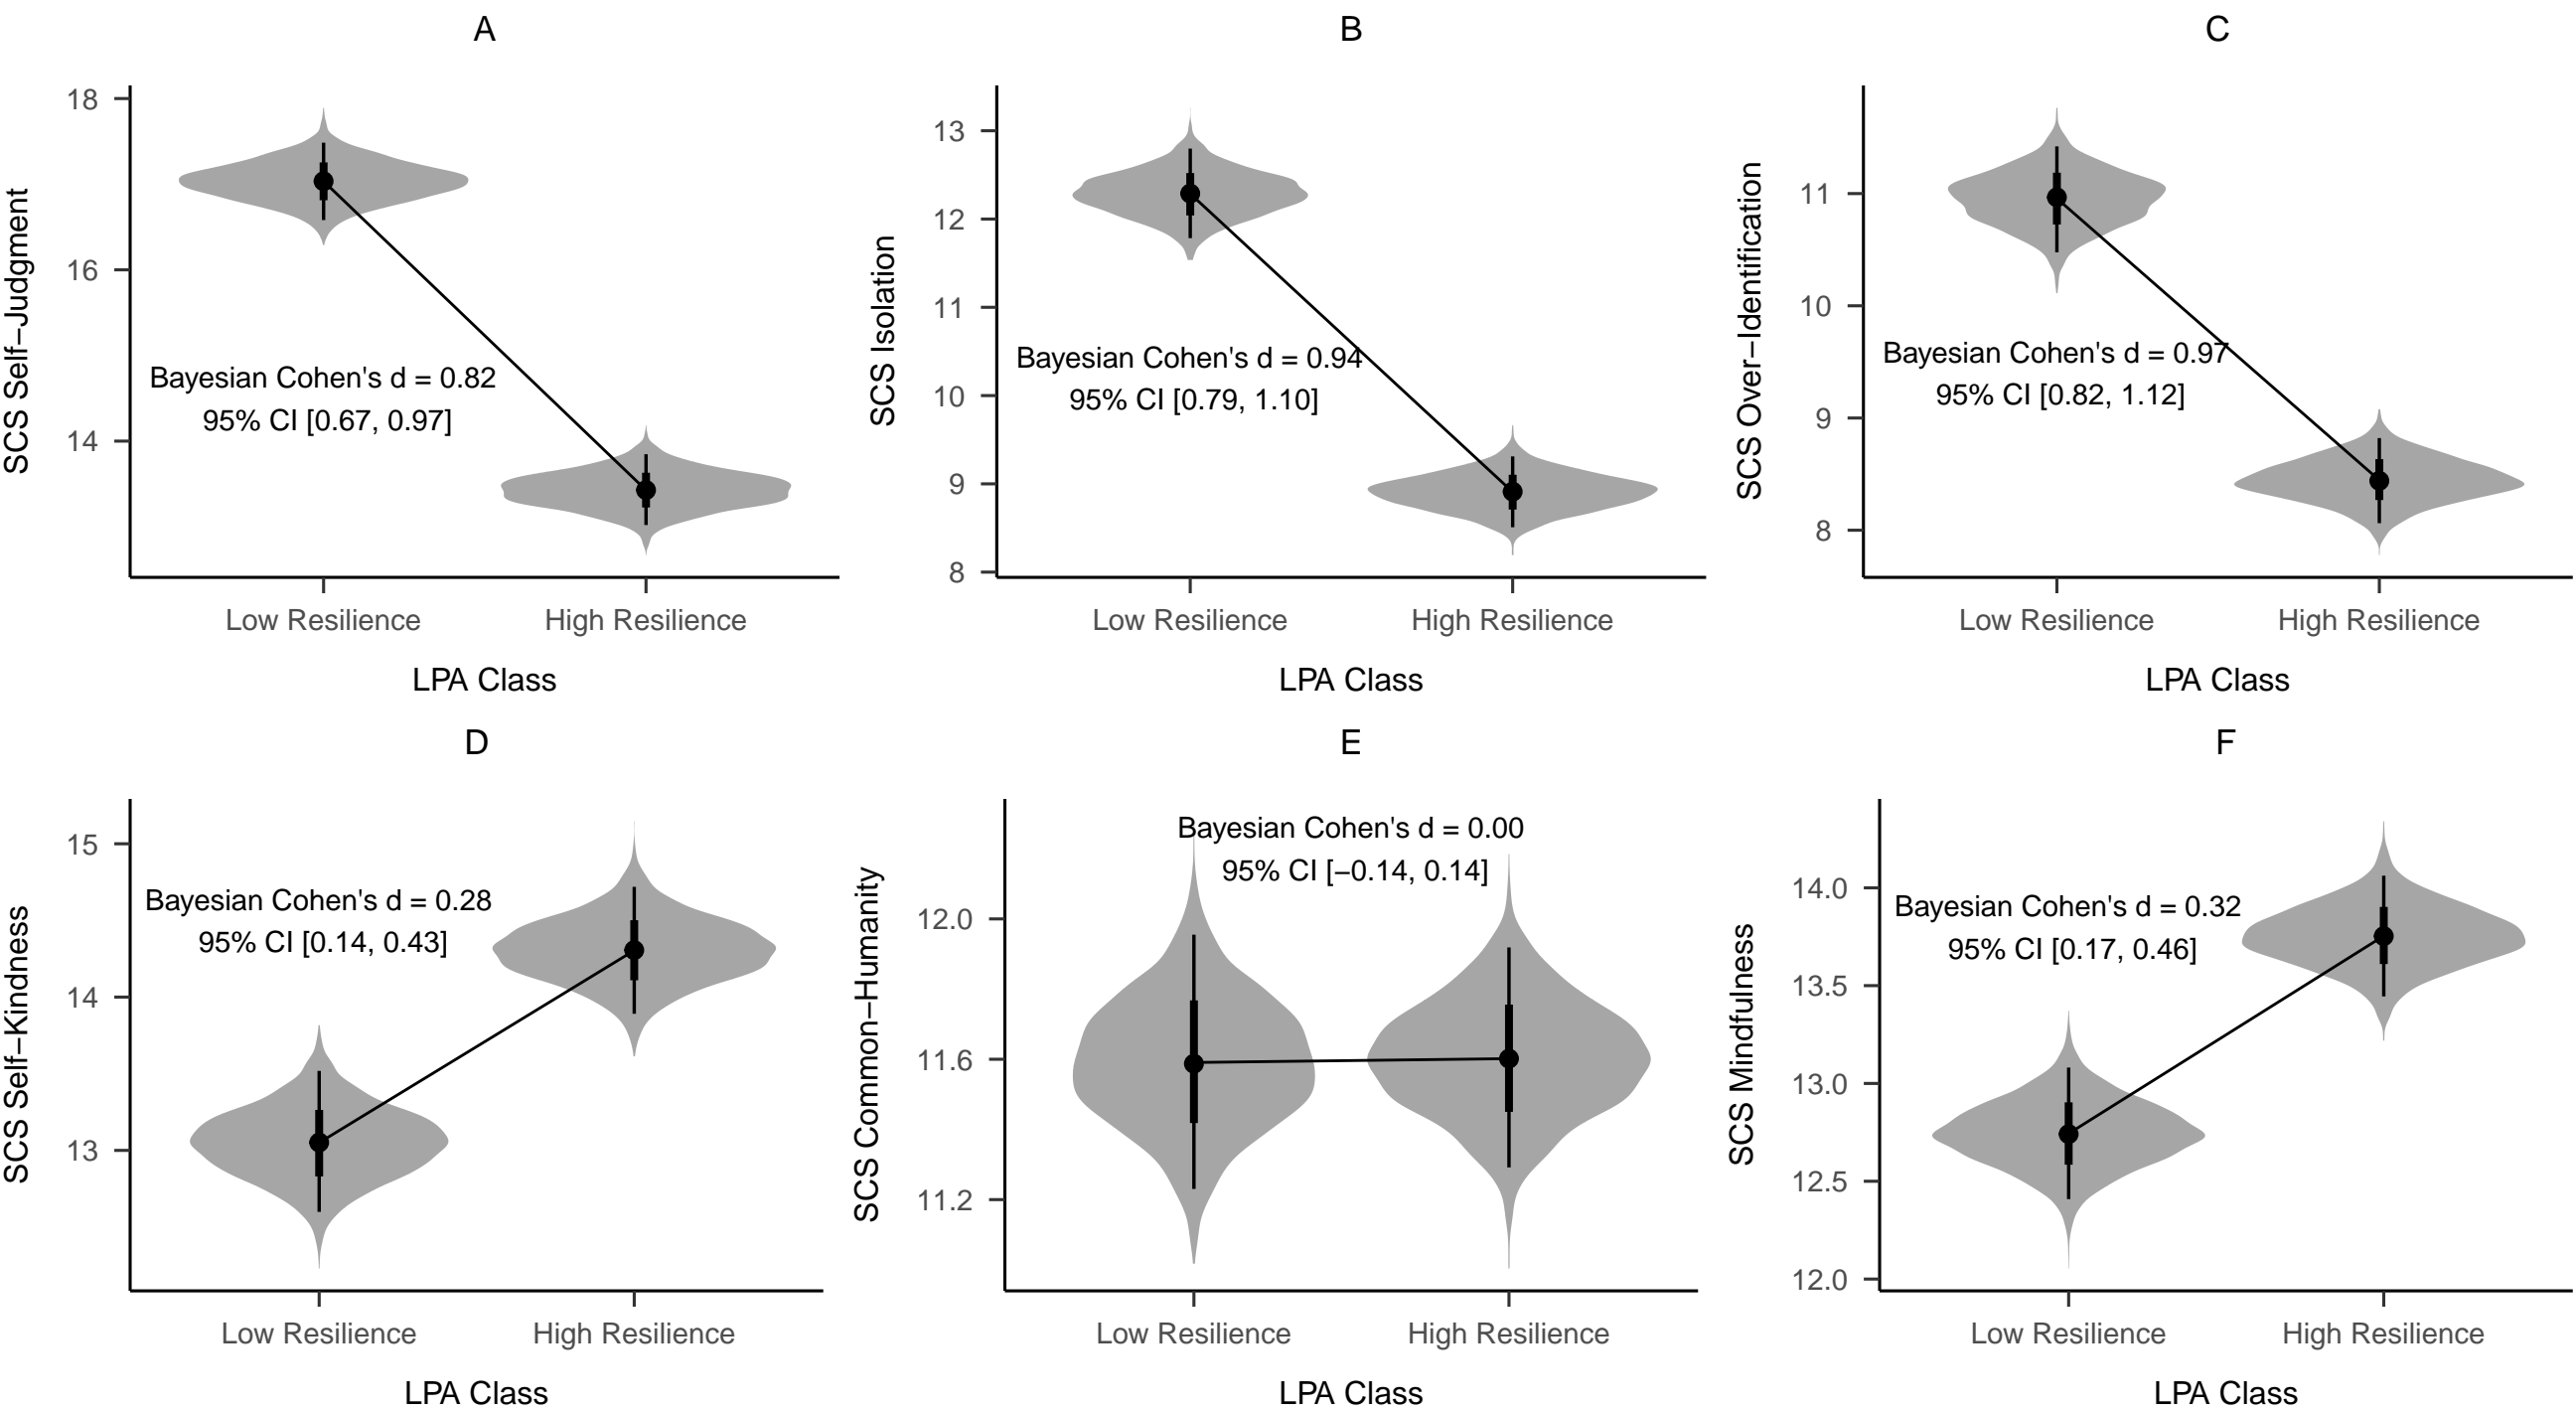 A
SCS Self−Judgment
18
16
14
Bayesian Cohen's d = 0.82
95% CI [0.67, 0.97]
Low Resilience
High Resilience
LPA Class
B
SCS Isolation
13
12
11
10
9
8
Bayesian Cohen's d = 0.94
95% CI [0.79, 1.10]
Low Resilience
High Resilience
LPA Class
C
SCS Over−Identification
11
10
9
8
Bayesian Cohen's d = 0.97
95% CI [0.82, 1.12]
Low Resilience
High Resilience
LPA Class
D
SCS Self−Kindness
15
14
13
Bayesian Cohen's d = 0.28
95% CI [0.14, 0.43]
Low Resilience
High Resilience
LPA Class
E
SCS Common−Humanity
12.0
11.6
11.2
Bayesian Cohen's d = 0.00
95% CI [−0.14, 0.14]
Low Resilience
High Resilience
LPA Class
F
SCS Mindfulness
14.0
13.5
13.0
12.5
12.0
Bayesian Cohen's d = 0.32
95% CI [0.17, 0.46]
Low Resilience
High Resilience
LPA Class